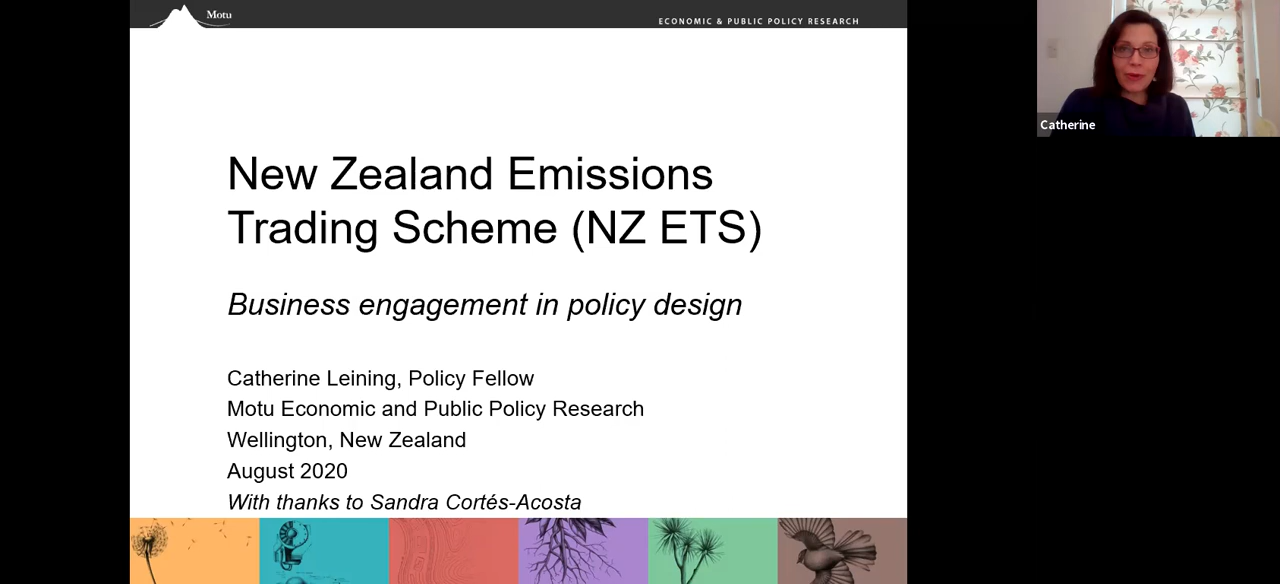 Motu
ECONOMIC & PUBLIC POLICY RESEARCH
New Zealand Emissions
Trading Scheme (NZ ETS)
Business engagement in policy design
Catherine Leining, Policy Fellow
Motu Economic and Public Policy Research
Wellington, New Zealand
August 2020
With thanks to Sandra Cortés-Acosta
Catherine